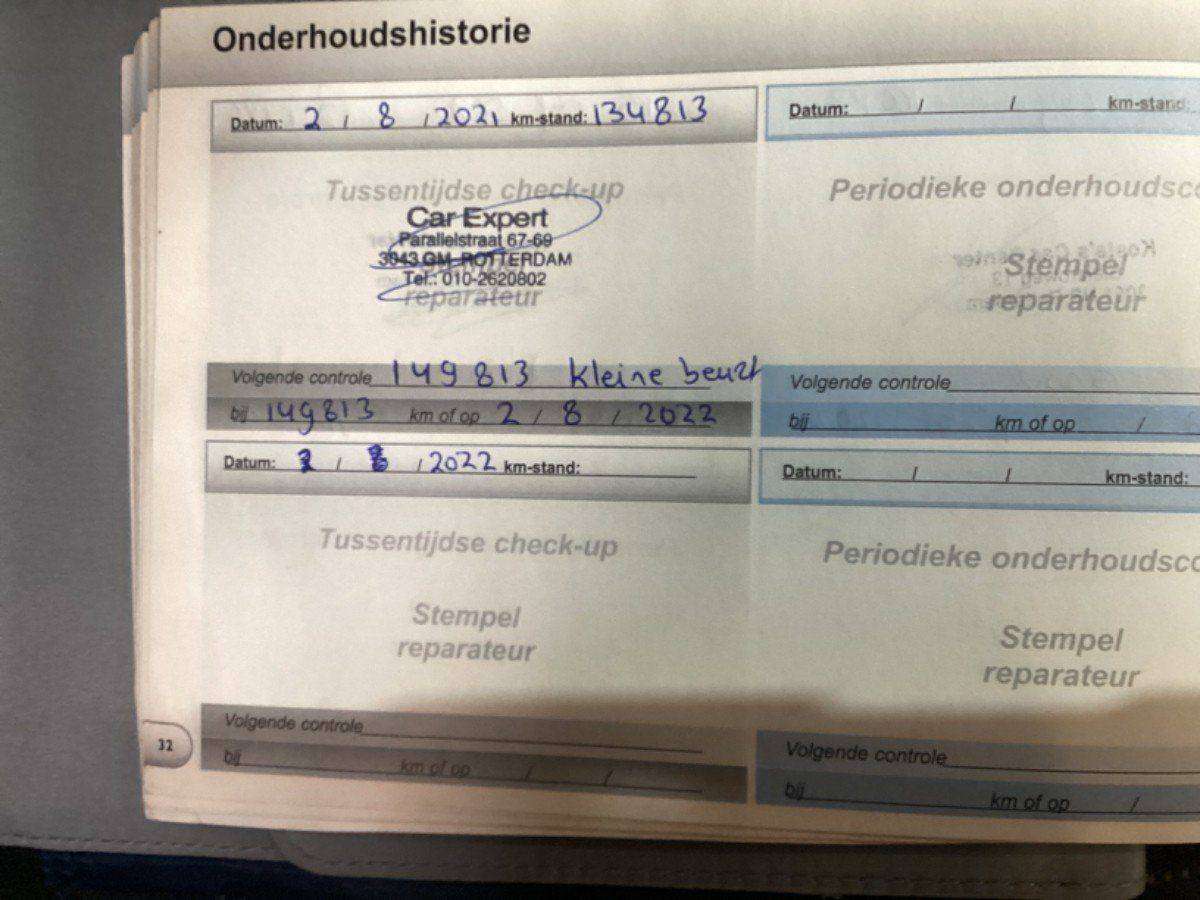 Onderhoudshistorie
Datum: 2 / 8 / 2021 km-stand: 134813
Tussentijdse check-up
Car Expert
Parallelstraat 67-69
3043 GM ROTTERDAM
Tel.: 010-2620802
reparateur
Volgende controle 149813 kleine beurt
bij 149813 km of op 2 / 8 / 2022
Datum: / / km-stand:
Periodieke onderhoudsco
Stempel
reparateur
Volgende controle
bij km of op /
Datum: / 8 / 2022 km-stand:
Tussentijdse check-up
Stempel
reparateur
Volgende controle
bij km of op / /
Datum: / / km-stand:
Periodieke onderhoudsco
Stempel
reparateur
Volgende controle
bij km of op /
32